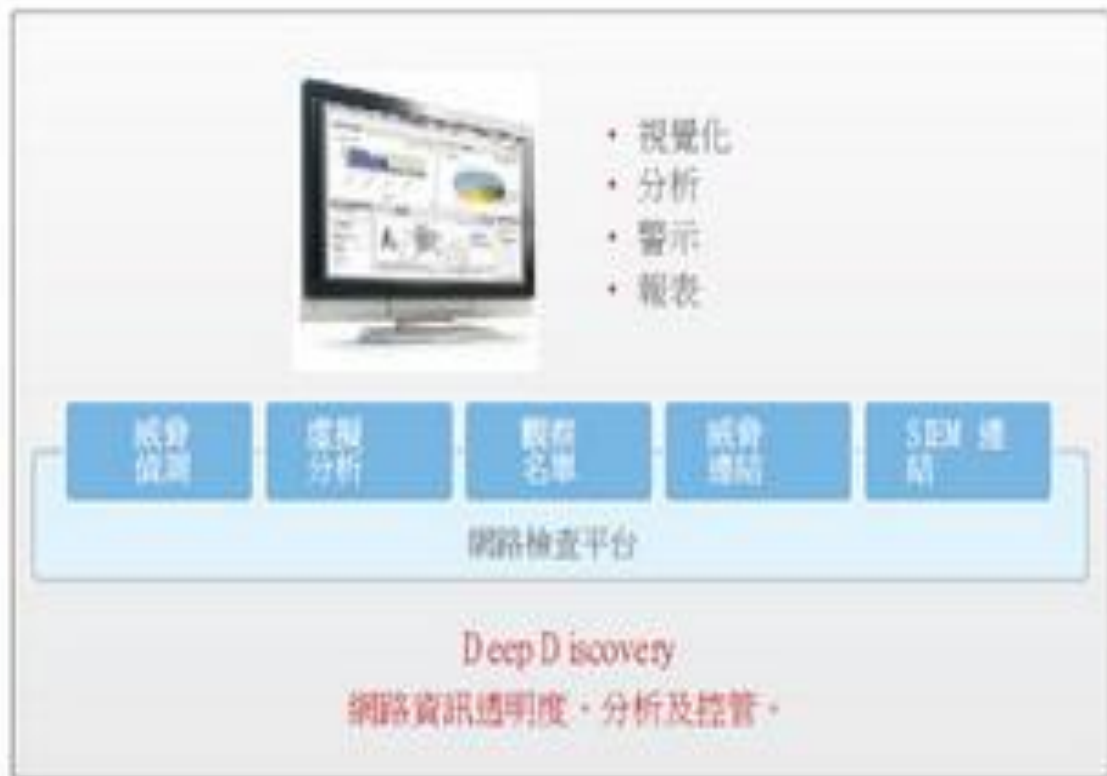 • 視覺化
• 分析
• 警示
• 報表
威脅
偵測
虛擬
分析
觀察
名單
威脅
連結
SIEM 連
結
網路檢查平台
Deep Discovery
網路資訊透明度、分析及控管。